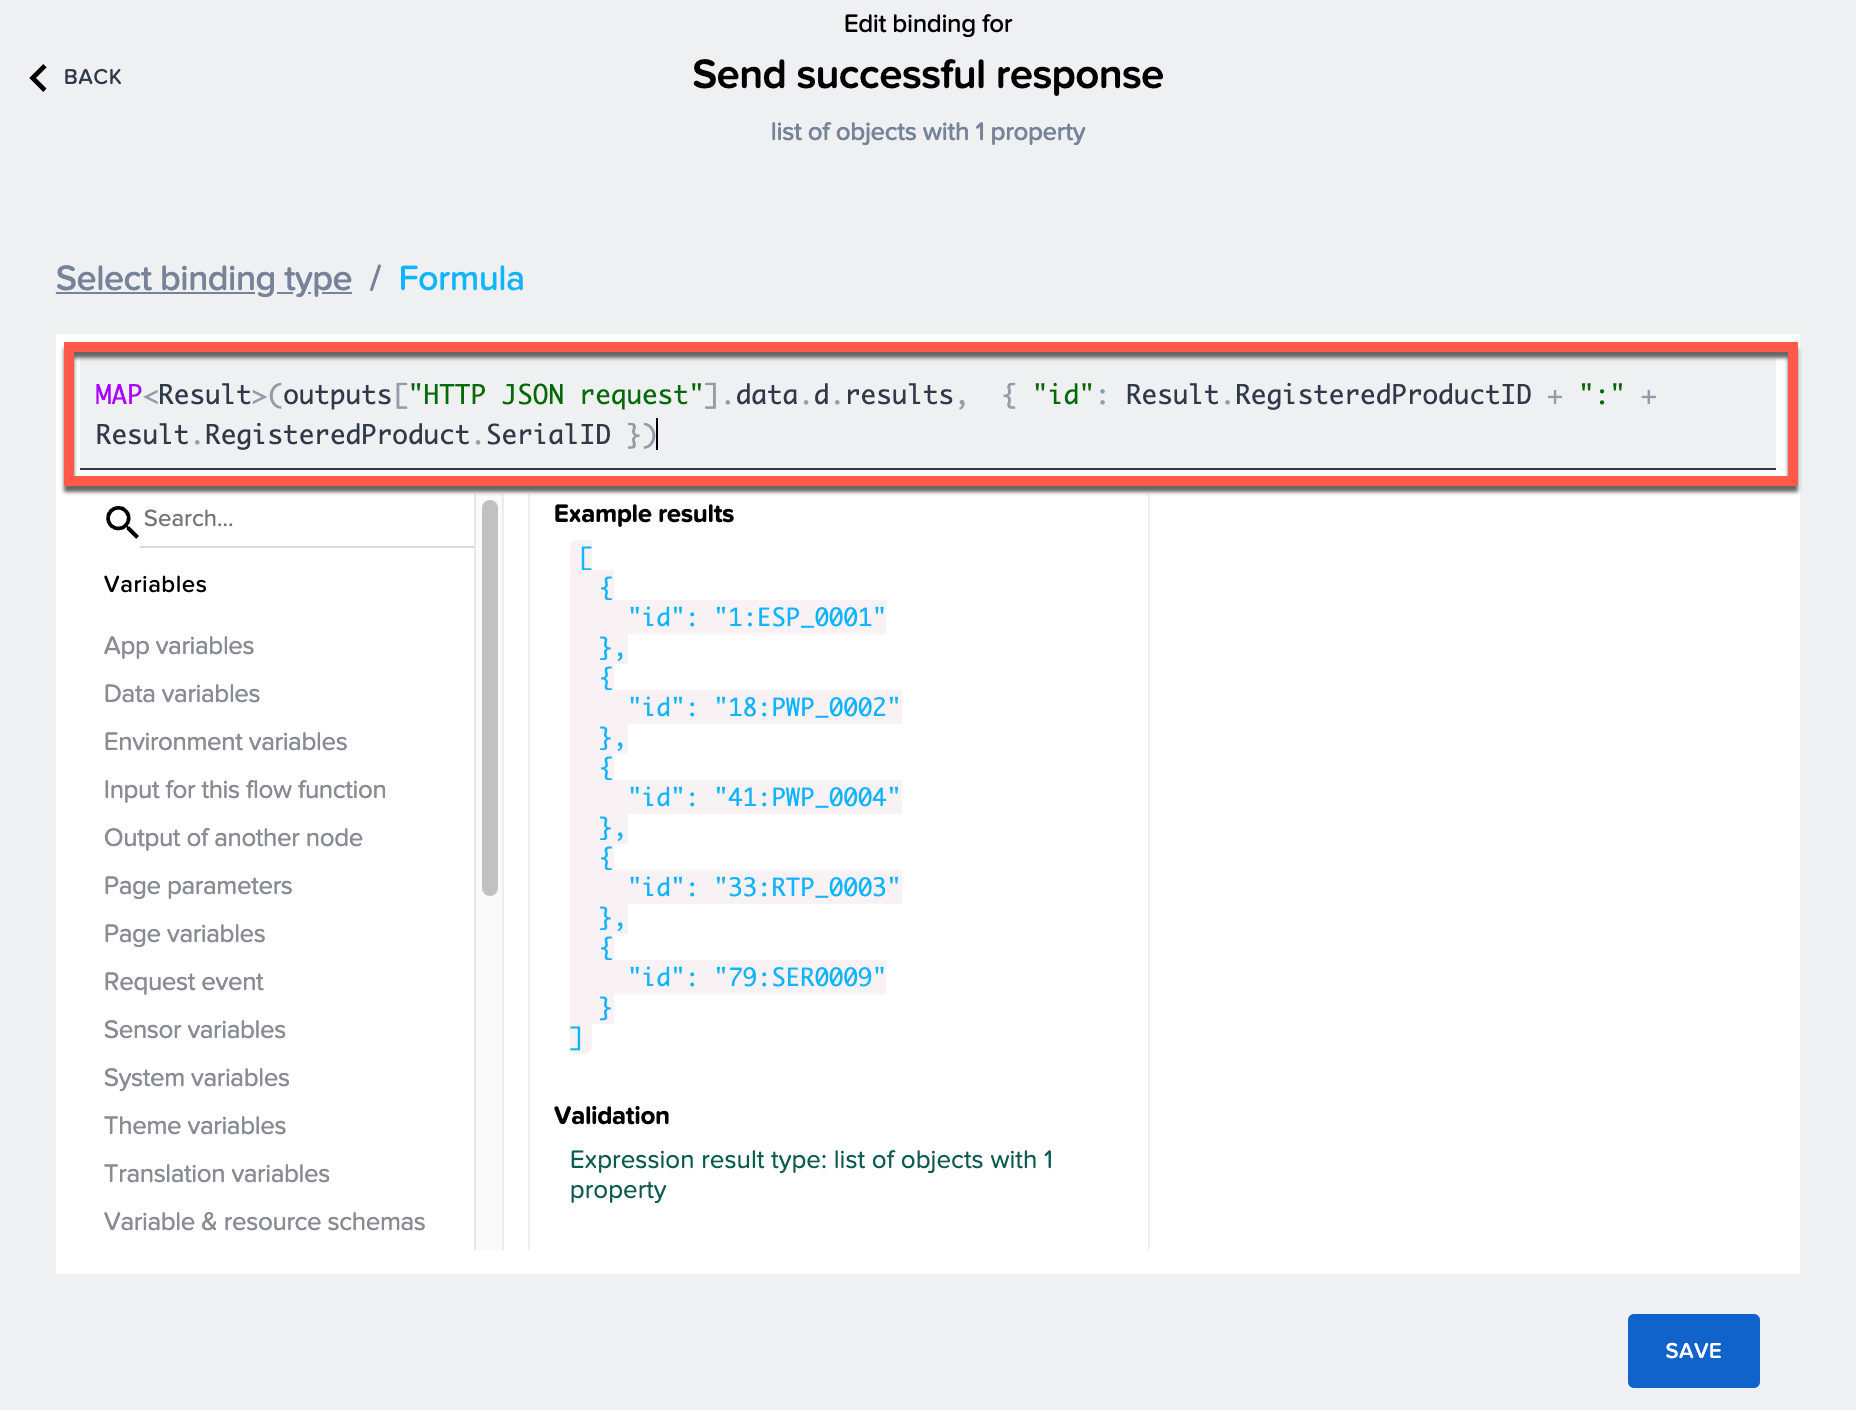 Edit binding for
BACK
Send successful response
list of objects with 1 property
Select binding type / Formula
MAP<Result>(outputs["HTTP JSON request"].data.d.results,  { "id": Result.RegisteredProductID + ":" +
Result.RegisteredProduct.SerialID })
Search...
Variables
App variables
Data variables
Environment variables
Input for this flow function
Output of another node
Page parameters
Page variables
Request event
Sensor variables
System variables
Theme variables
Translation variables
Variable & resource schemas
Example results
[
  {
    "id": "1:ESP_0001"
  },
  {
    "id": "18:PWP_0002"
  },
  {
    "id": "41:PWP_0004"
  },
  {
    "id": "33:RTP_0003"
  },
  {
    "id": "79:SER0009"
  }
]
Validation
Expression result type: list of objects with 1
property
SAVE